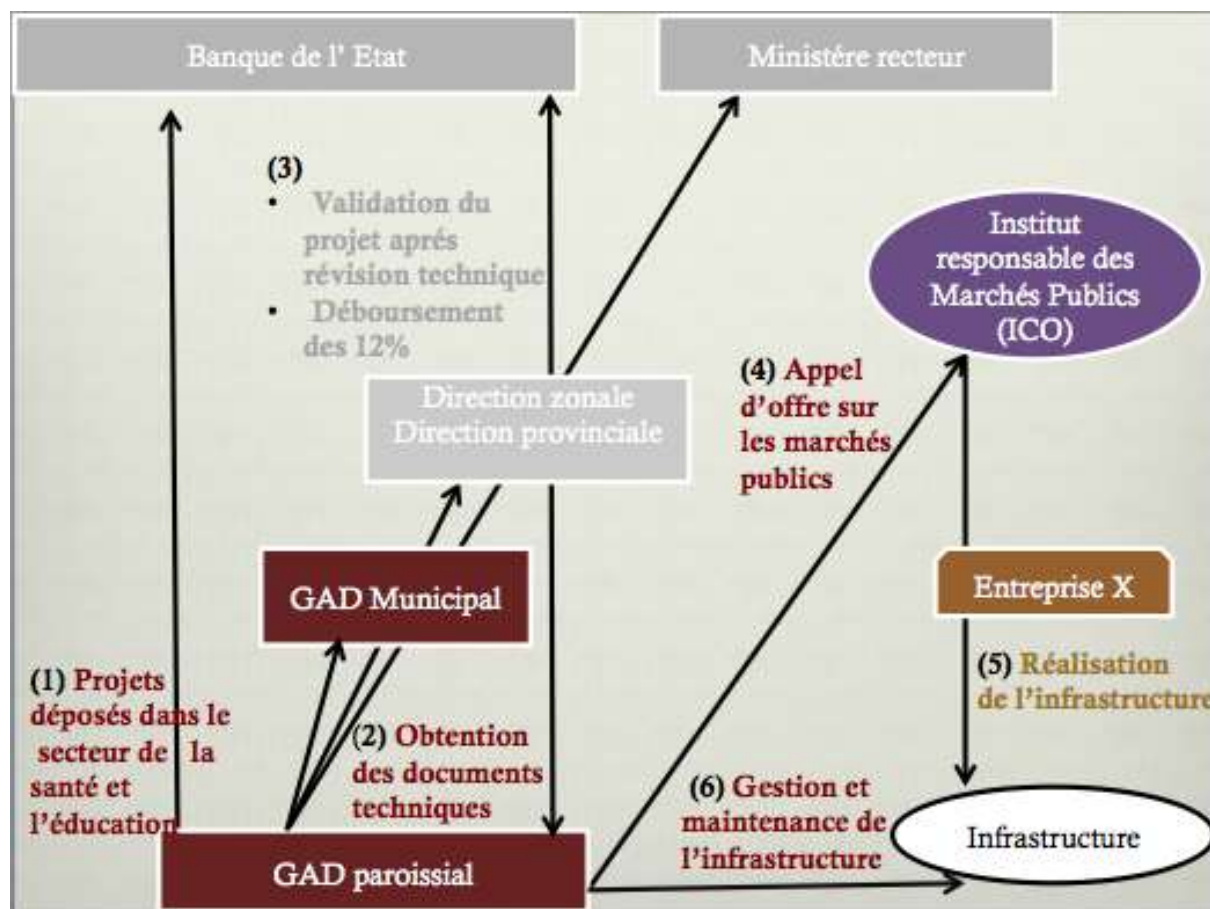 Banque de l' Etat
Ministére recteur
(3)
• Validation du
projet aprés
révision technique
• Déboursement
des 12%
Institut
responsable des
Marchés Publics
(ICO)
Direction zonale
Direction provinciale
(4) Appel
d'offre sur
les marchés
publics
GAD Municipal
Entreprise X
(1) Projets
déposés dans le
secteur de la
santé et
l'éducation
(2) Obtention
des documents
techniques
(5) Réalisation
de l'infrastructure
(6) Gestion et
maintenance de
l'infrastructure
Infrastructure
GAD paroissial